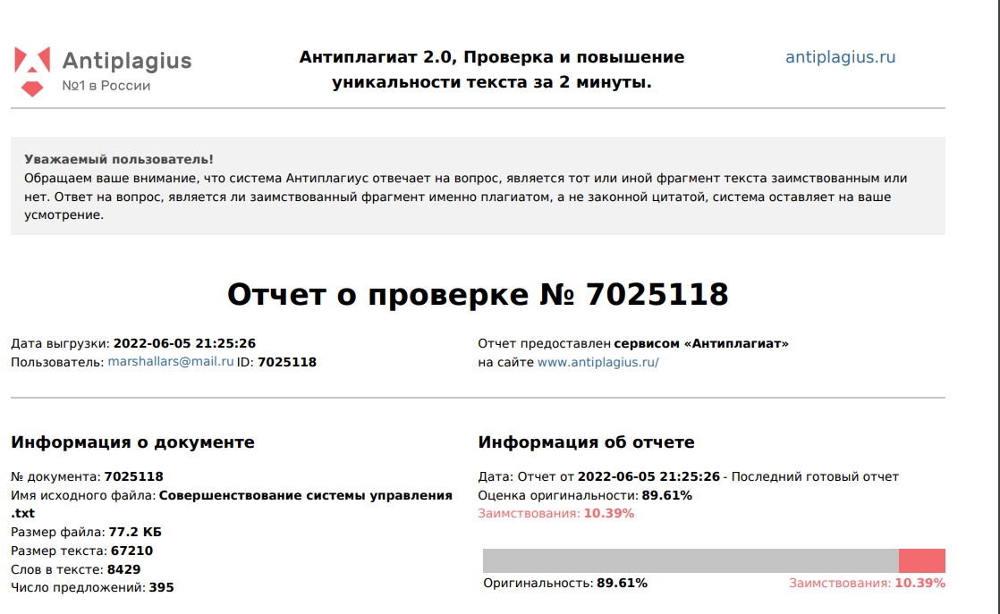 Antiplagius
№1 в России
Антиплагиат 2.0, Проверка и повышение
уникальности текста за 2 минуты.
antiplagius.ru
Уважаемый пользователь!
Обращаем ваше внимание, что система Антиплагиус отвечает на вопрос, является тот или иной фрагмент текста заимствованным или
нет. Ответ на вопрос, является ли заимствованный фрагмент именно плагиатом, а не законной цитатой, система оставляет на ваше
усмотрение.
Отчет о проверке № 7025118
Дата выгрузки: 2022-06-05 21:25:26
Пользователь: marshallars@mail.ru ID: 7025118
Отчет предоставлен сервисом «Антиплагиат»
на сайте www.antiplagius.ru/
Информация о документе
№ документа: 7025118
Имя исходного файла: Совершенствование системы управления
.txt
Размер файла: 77.2 КБ
Размер текста: 67210
Слов в тексте: 8429
Число предложений: 395
Информация об отчете
Дата: Отчет от 2022-06-05 21:25:26 - Последний готовый отчет
Оценка оригинальности: 89.61%
Заимствования: 10.39%
Оригинальность: 89.61%
Заимствования: 10.39%